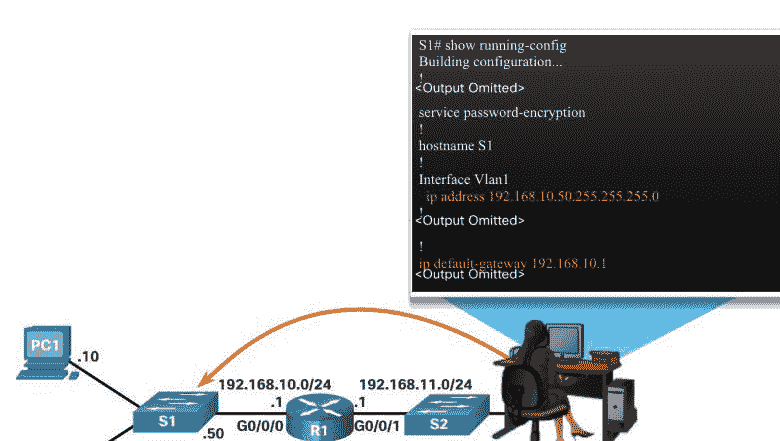 S1# show running-config
Building configuration...
!
<Output Omitted>
service password-encryption
!
hostname S1
!
Interface Vlan1
ip address 192.168.10.50.255.255.255.0
!
<Output Omitted>
!
ip default-gateway 192.168.10.1
<Output Omitted>
PC1
.10
192.168.10.0/24
192.168.11.0/24
.1
.1
S1
G0/0/0
R1
G0/0/1
S2
.50